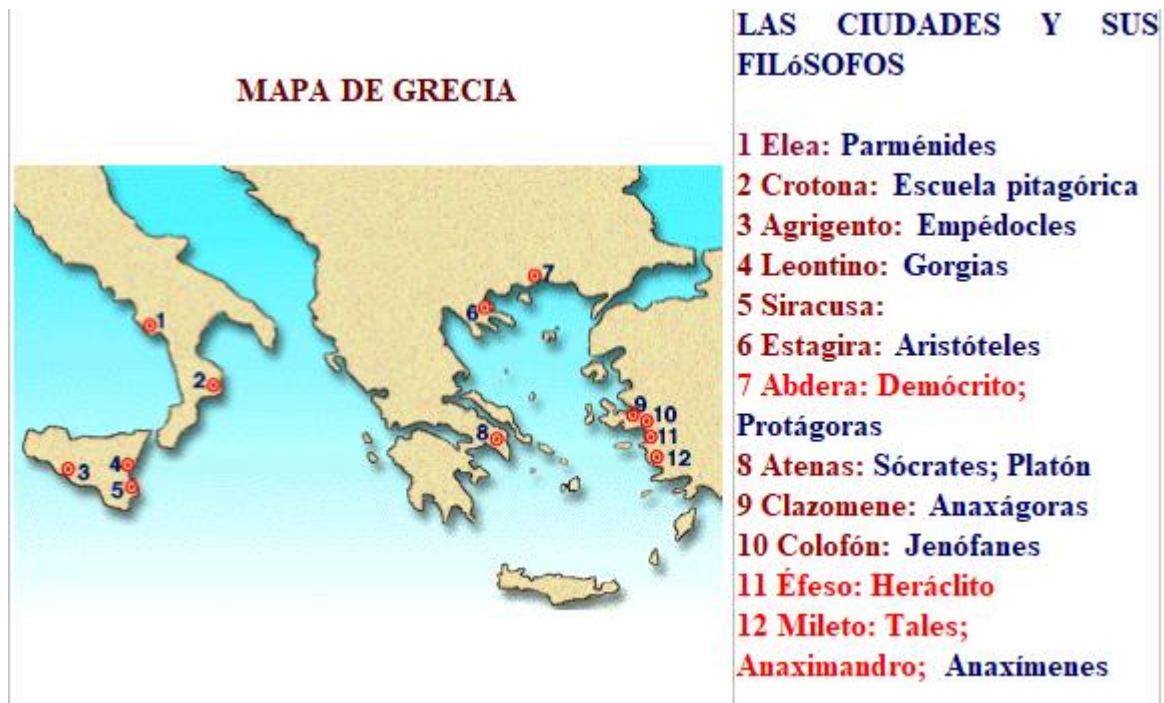 MAPA DE GRECIA
1
2
3
4
5
6
7
8
9
10
11
12
LAS CIUDADES Y SUS
FILóSOFOS
1 Elea: Parménides
2 Crotona: Escuela pitagórica
3 Agrigento: Empédocles
4 Leontino: Gorgias
5 Siracusa:
6 Estagira: Aristóteles
7 Abdera: Demócrito;
Protágoras
8 Atenas: Sócrates; Platón
9 Clazomene: Anaxágoras
10 Colofón: Jenófanes
11 Éfeso: Heráclito
12 Mileto: Tales;
Anaximandro; Anaxímenes